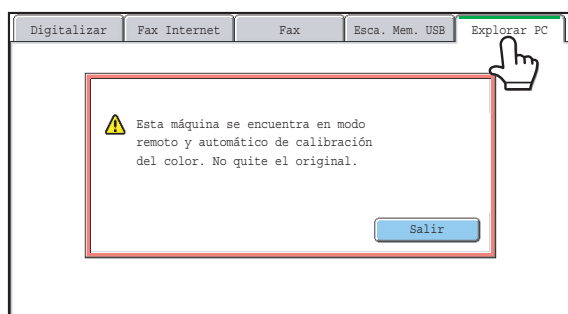 Digitalizar Fax Internet Fax Esca. Mem. USB Explorar PC
Esta máquina se encuentra en modo
remoto y automático de calibración
del color. No quite el original.
Salir